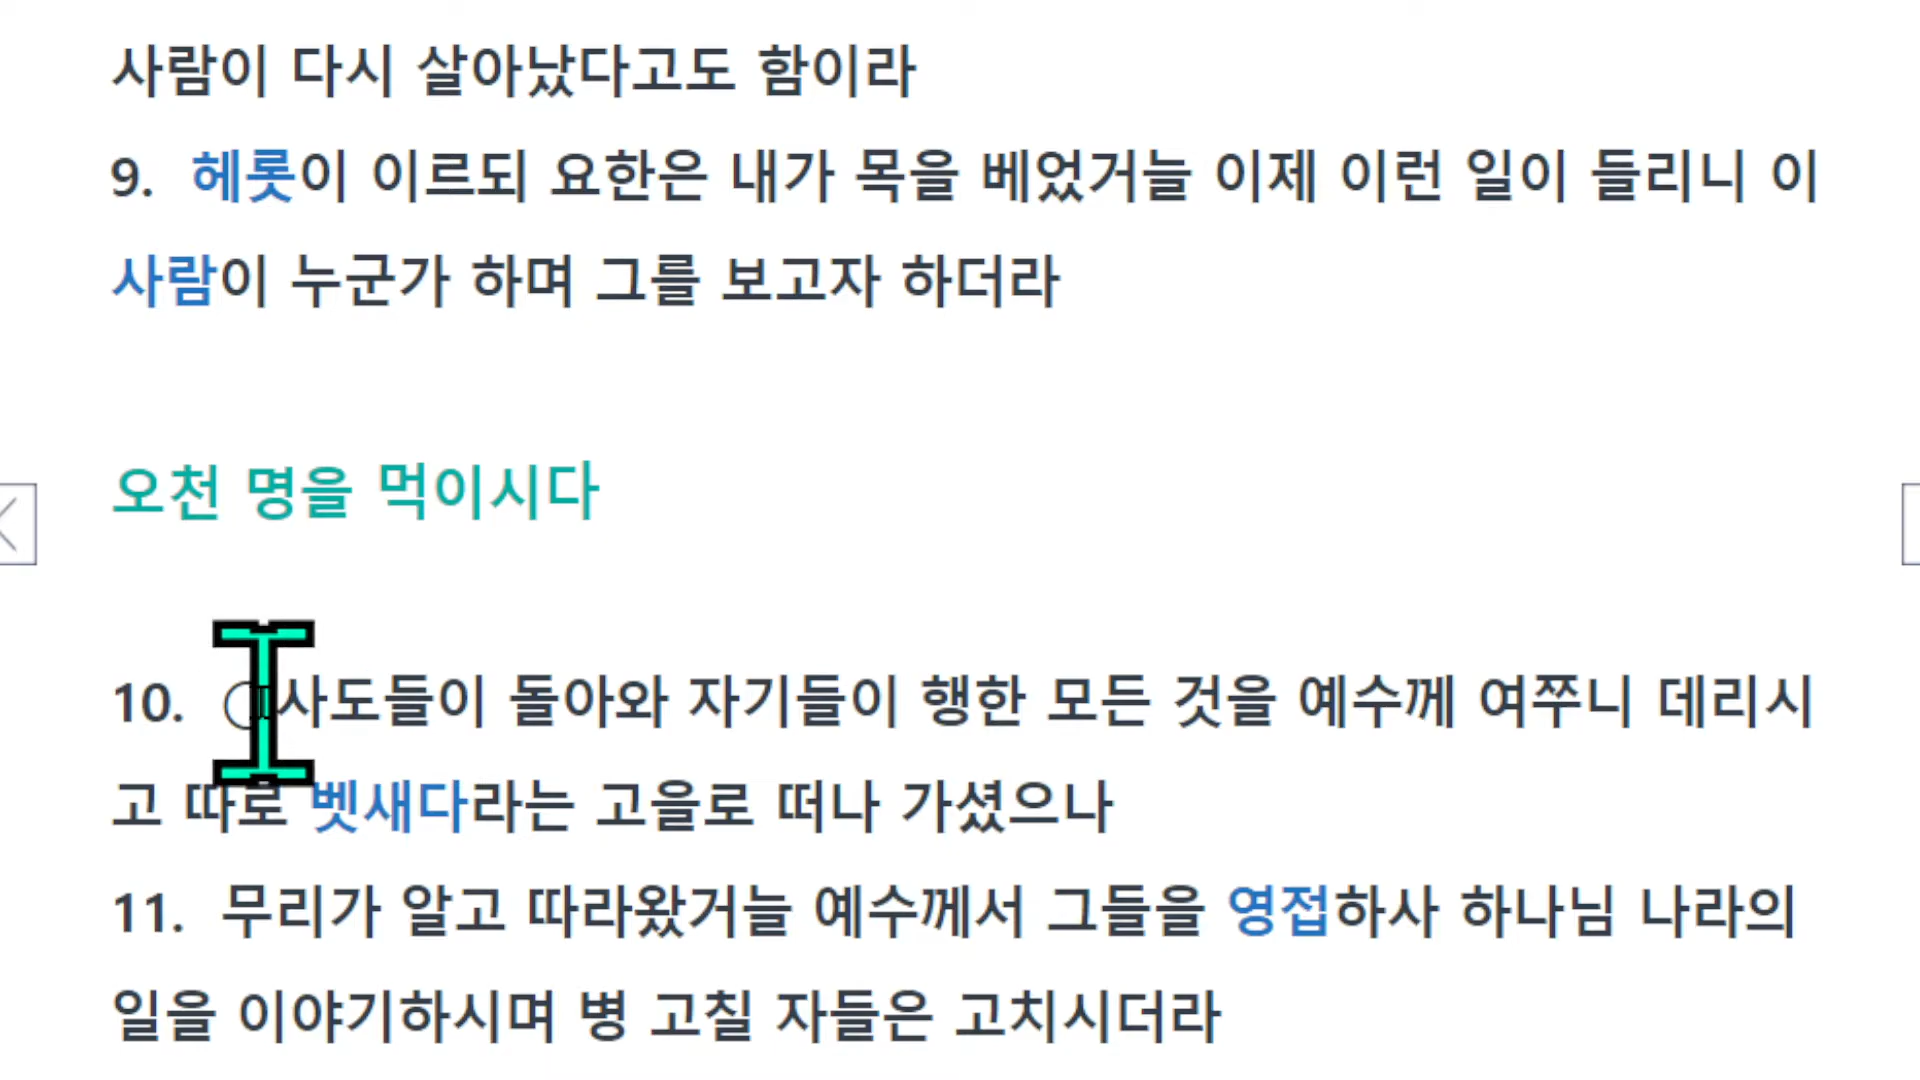 사람이 다시 살아났다고도 함이라
9. 헤롯이 이르되 요한은 내가 목을 베었거늘 이제 이런 일이 들리니 이
사람이 누군가 하며 그를 보고자 하더라
오천 명을 먹이시다
10. ○사도들이 돌아와 자기들이 행한 모든 것을 예수께 여쭈니 데리시
고 따로 벳새다라는 고을로 떠나 가셨으나
11. 무리가 알고 따라왔거늘 예수께서 그들을 영접하사 하나님 나라의
일을 이야기하시며 병 고칠 자들은 고치시더라